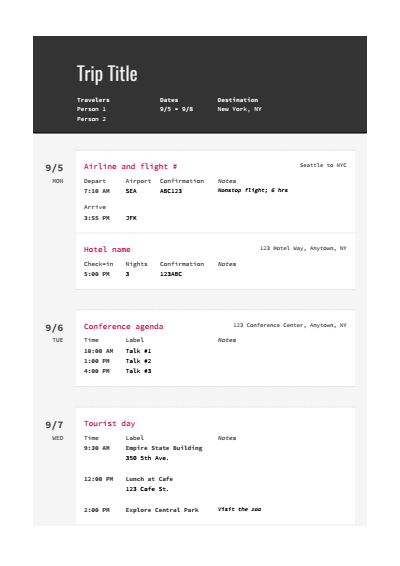 Trip Title
Travelers Dates Destination
Person 1 9/5 - 9/8 New York, NY
Person 2
9/5 Airline and flight # Seattle to NYC
MON Depart Airport Confirmation Notes
7:10 AM SEA ABC123 Nonstop flight; 6 hrs
Arrive
3:55 PM JFK
Hotel name 123 Hotel Way, Anytown, NY
Check-in Nights Confirmation Notes
5:00 PM 3 123ABC
9/6 Conference agenda 123 Conference Center, Anytown, NY
TUE Time Label Notes
10:00 AM Talk #1
1:00 PM Talk #2
4:00 PM Talk #3
9/7 Tourist day
WED Time Label Notes
9:30 AM Empire State Building
350 5th Ave.
12:00 PM Lunch at Cafe
123 Cafe St.
2:00 PM Explore Central Park Visit the zoo